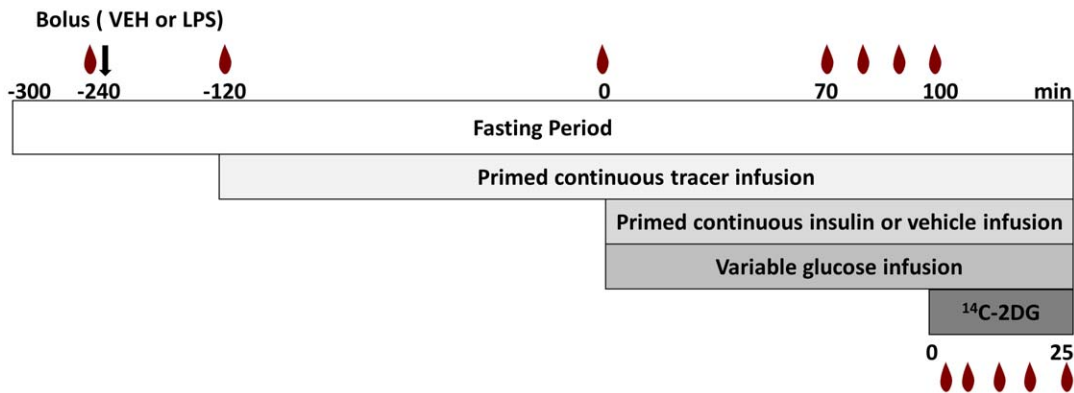 Bolus ( VEH or LPS)
-300 -240 -120 0 70 100 min
Fasting Period
Primed continuous tracer infusion
Primed continuous insulin or vehicle infusion
Variable glucose infusion
¹⁴C-2DG
0 25